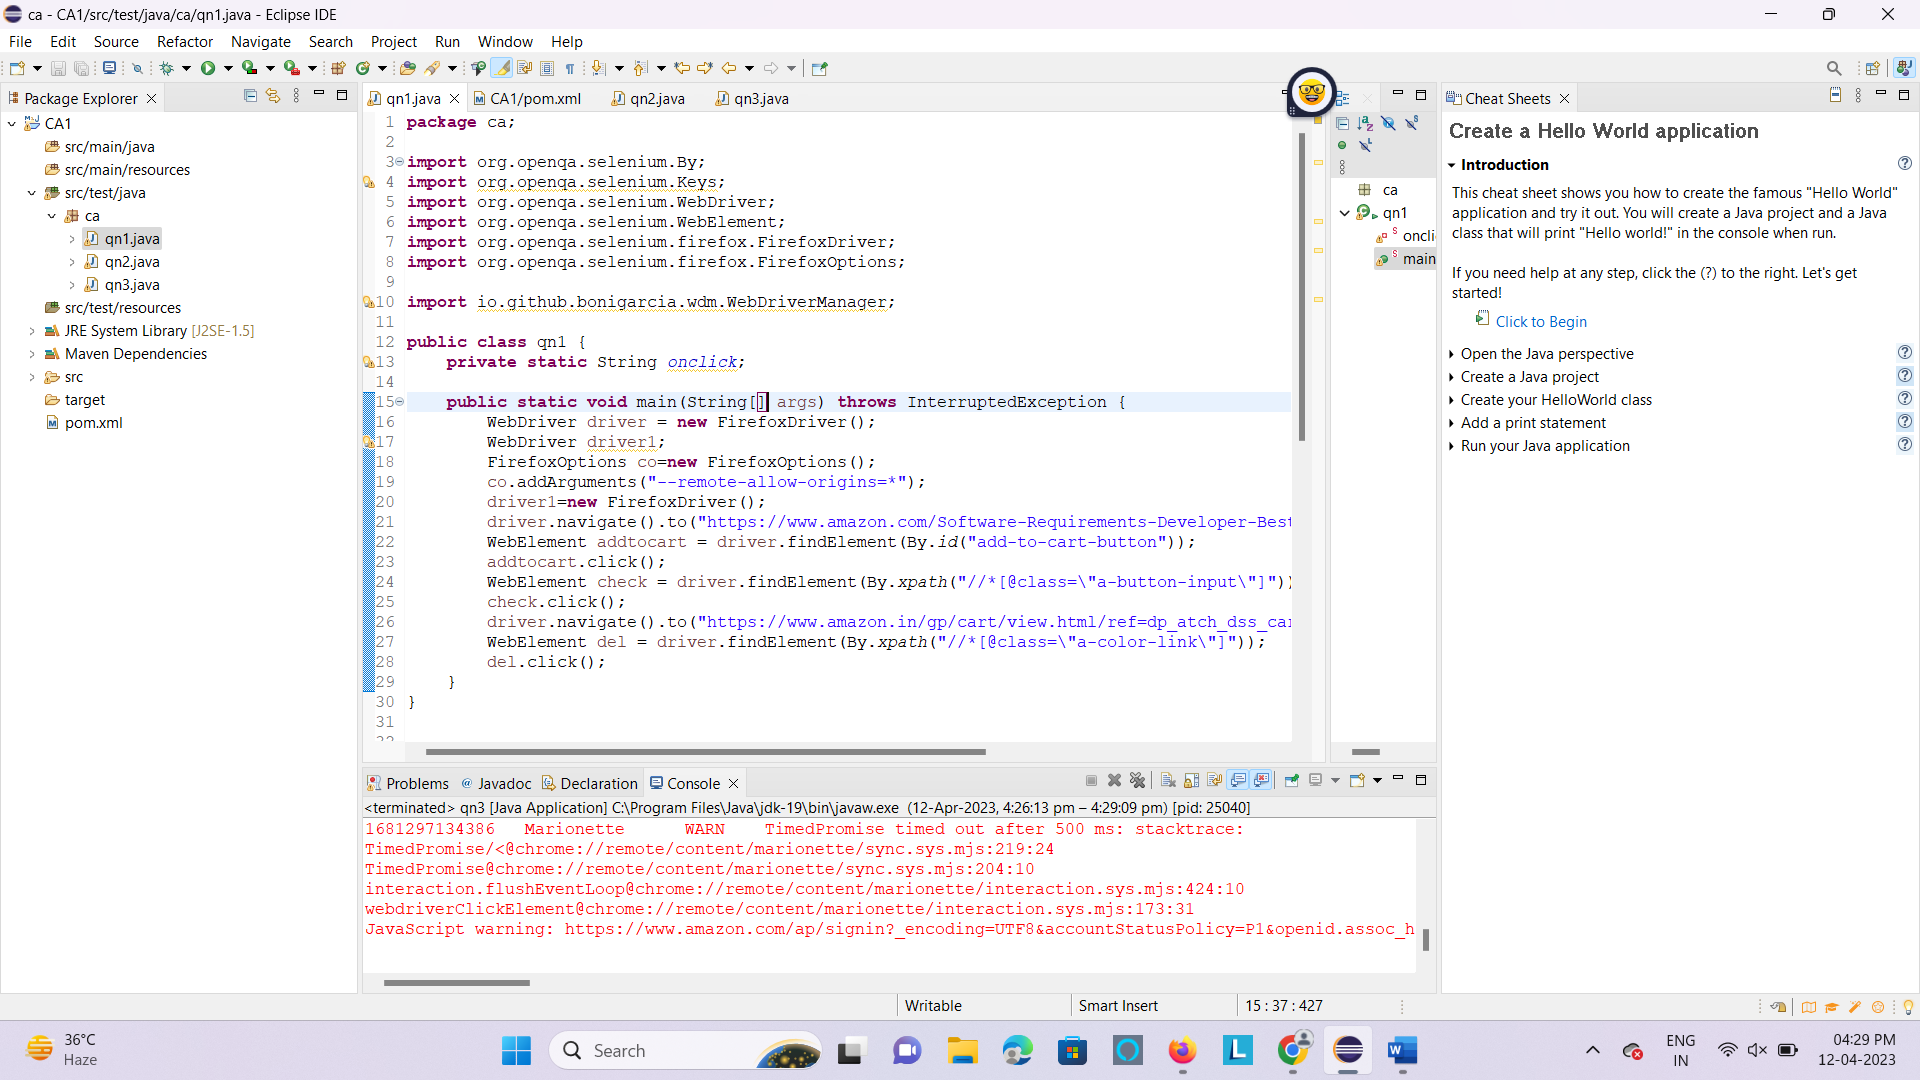 ca - CA1/src/test/java/ca/qn1.java - Eclipse IDE
File Edit Source Refactor Navigate Search Project Run Window Help
Package Explorer
CA1
src/main/java
src/main/resources
src/test/java
ca
qn1.java
qn2.java
qn3.java
src/test/resources
JRE System Library [J2SE-1.5]
Maven Dependencies
src
target
pom.xml
qn1.java CA1/pom.xml qn2.java qn3.java
1 package ca;
2
3 import org.openqa.selenium.By;
4 import org.openqa.selenium.Keys;
5 import org.openqa.selenium.WebDriver;
6 import org.openqa.selenium.WebElement;
7 import org.openqa.selenium.firefox.FirefoxDriver;
8 import org.openqa.selenium.firefox.FirefoxOptions;
9
10 import io.github.bonigarcia.wdm.WebDriverManager;
11
12 public class qn1 {
13 private static String onclick;
14
15 public static void main(String[] args) throws InterruptedException {
16 WebDriver driver = new FirefoxDriver();
17 WebDriver driver1;
18 FirefoxOptions co=new FirefoxOptions();
19 co.addArguments("--remote-allow-origins=*");
20 driver1=new FirefoxDriver();
21 driver.navigate().to("https://www.amazon.com/Software-Requirements-Developer-Best
22 WebElement addtocart = driver.findElement(By.id("add-to-cart-button"));
23 addtocart.click();
24 WebElement check = driver.findElement(By.xpath("//*[@class=\"a-button-input\"]"))
25 check.click();
26 driver.navigate().to("https://www.amazon.in/gp/cart/view.html/ref=dp_atch_dss_ca
27 WebElement del = driver.findElement(By.xpath("//*[@class=\"a-color-link\"]"));
28 del.click();
29 }
30 }
31
ca
qn1
oncli
main
Cheat Sheets
Create a Hello World application
Introduction
This cheat sheet shows you how to create the famous "Hello World"
application and try it out. You will create a Java project and a Java
class that will print "Hello world!" in the console when run.
If you need help at any step, click the (?) to the right. Let's get
started!
Click to Begin
Open the Java perspective
Create a Java project
Create your HelloWorld class
Add a print statement
Run your Java application
Problems Javadoc Declaration Console
<terminated> qn3 [Java Application] C:\Program Files\Java\jdk-19\bin\javaw.exe (12-Apr-2023, 4:26:13 pm – 4:29:09 pm) [pid: 25040]
1681297134386 Marionette WARN TimedPromise timed out after 500 ms: stacktrace:
TimedPromise/<@chrome://remote/content/marionette/sync.sys.mjs:219:24
TimedPromise@chrome://remote/content/marionette/sync.sys.mjs:204:10
interaction.flushEventLoop@chrome://remote/content/marionette/interaction.sys.mjs:424:10
webdriverClickElement@chrome://remote/content/marionette/interaction.sys.mjs:173:31
JavaScript warning: https://www.amazon.com/ap/signin?_encoding=UTF8&accountStatusPolicy=P1&openid.assoc_h
Writable Smart Insert 15 : 37 : 427
36°C
Haze
Search
ENG
IN
04:29 PM
12-04-2023